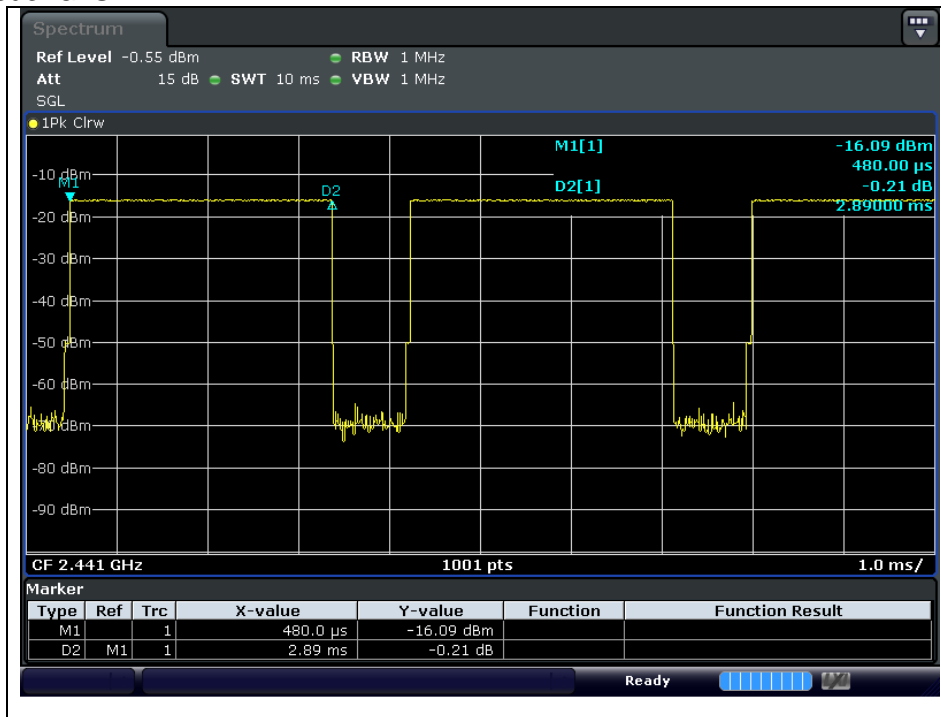 Spectrum
Ref Level -0.55 dBm RBW 1 MHz
Att 15 dB SWT 10 ms VBW 1 MHz
SGL
1Pk Clrw
M1[1] -16.09 dBm
480.00 µs
D2[1] -0.21 dB
2.89000 ms
M1
D2
-10 dBm
-20 dBm
-30 dBm
-40 dBm
-50 dBm
-60 dBm
dBm
-80 dBm
-90 dBm
CF 2.441 GHz 1001 pts 1.0 ms/
Marker
Type Ref Trc X-value Y-value Function Function Result
M1 1 480.0 µs -16.09 dBm
D2 M1 1 2.89 ms -0.21 dB
Ready